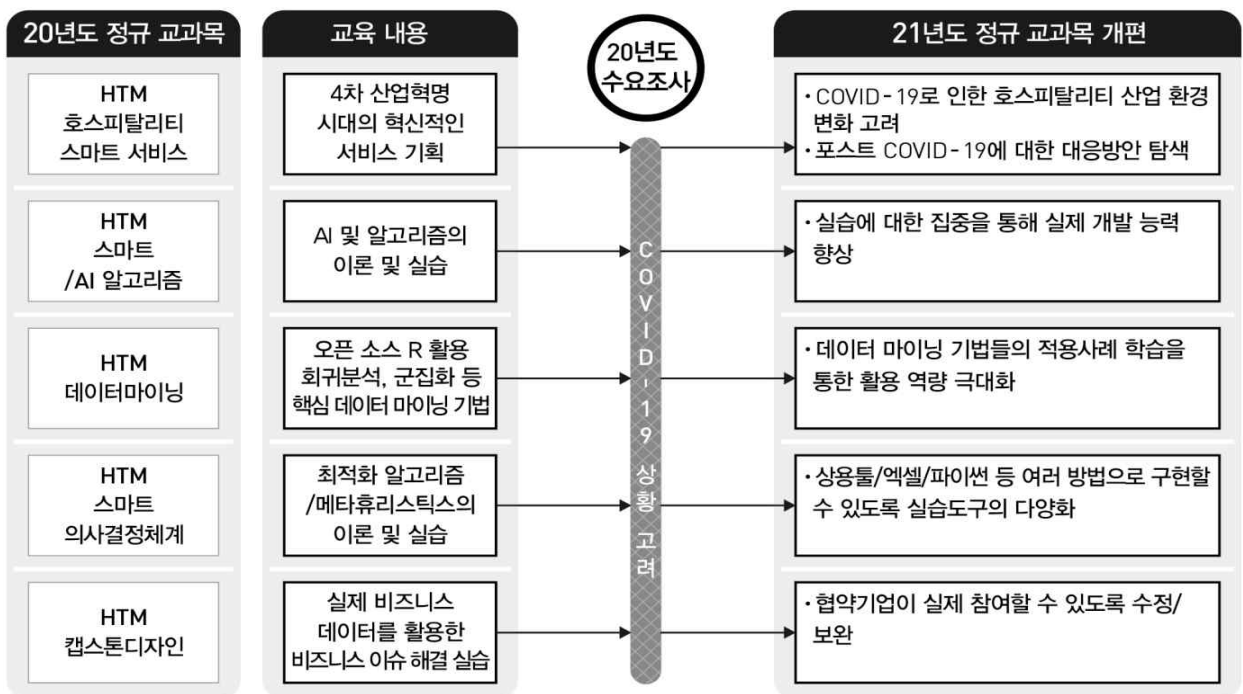 20년도 정규 교과목
교육 내용
20년도
수요조사
21년도 정규 교과목 개편
HTM
호스피탈리티
스마트 서비스
4차 산업혁명
시대의 혁신적인
서비스 기획
· COVID-19로 인한 호스피탈리티 산업 환경
변화 고려
· 포스트 COVID-19에 대한 대응방안 탐색
HTM
스마트
/AI 알고리즘
AI 및 알고리즘의
이론 및 실습
· 실습에 대한 집중을 통해 실제 개발 능력
향상
HTM
데이터마이닝
오픈 소스 R 활용
회귀분석, 군집화 등
핵심 데이터 마이닝 기법
· 데이터 마이닝 기법들의 적용사례 학습을
통한 활용 역량 극대화
HTM
스마트
의사결정체계
최적화 알고리즘
/메타휴리스틱스의
이론 및 실습
· 상용툴/엑셀/파이썬 등 여러 방법으로 구현할
수 있도록 실습도구의 다양화
HTM
캡스톤디자인
실제 비즈니스
데이터를 활용한
비즈니스 이슈 해결 실습
· 협약기업이 실제 참여할 수 있도록 수정/
보완
COVID-19 상황 고려